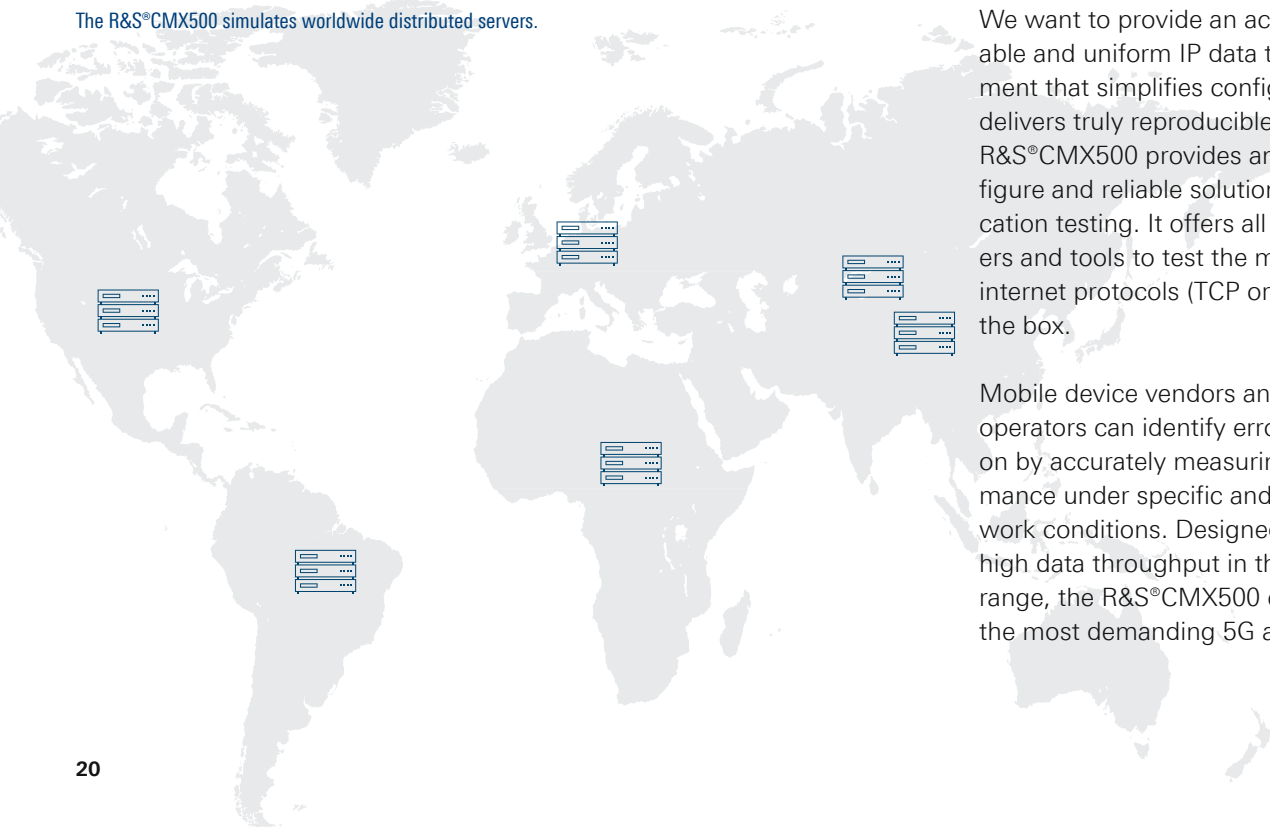 The R&S®CMX500 simulates worldwide distributed servers.
We want to provide an ac
able and uniform IP data t
ment that simplifies config
delivers truly reproducible
R&S®CMX500 provides an
figure and reliable solution
cation testing. It offers all
ers and tools to test the m
internet protocols (TCP or
the box.
Mobile device vendors an
operators can identify erro
on by accurately measurin
mance under specific and
work conditions. Designed
high data throughput in th
range, the R&S®CMX500
the most demanding 5G a
20